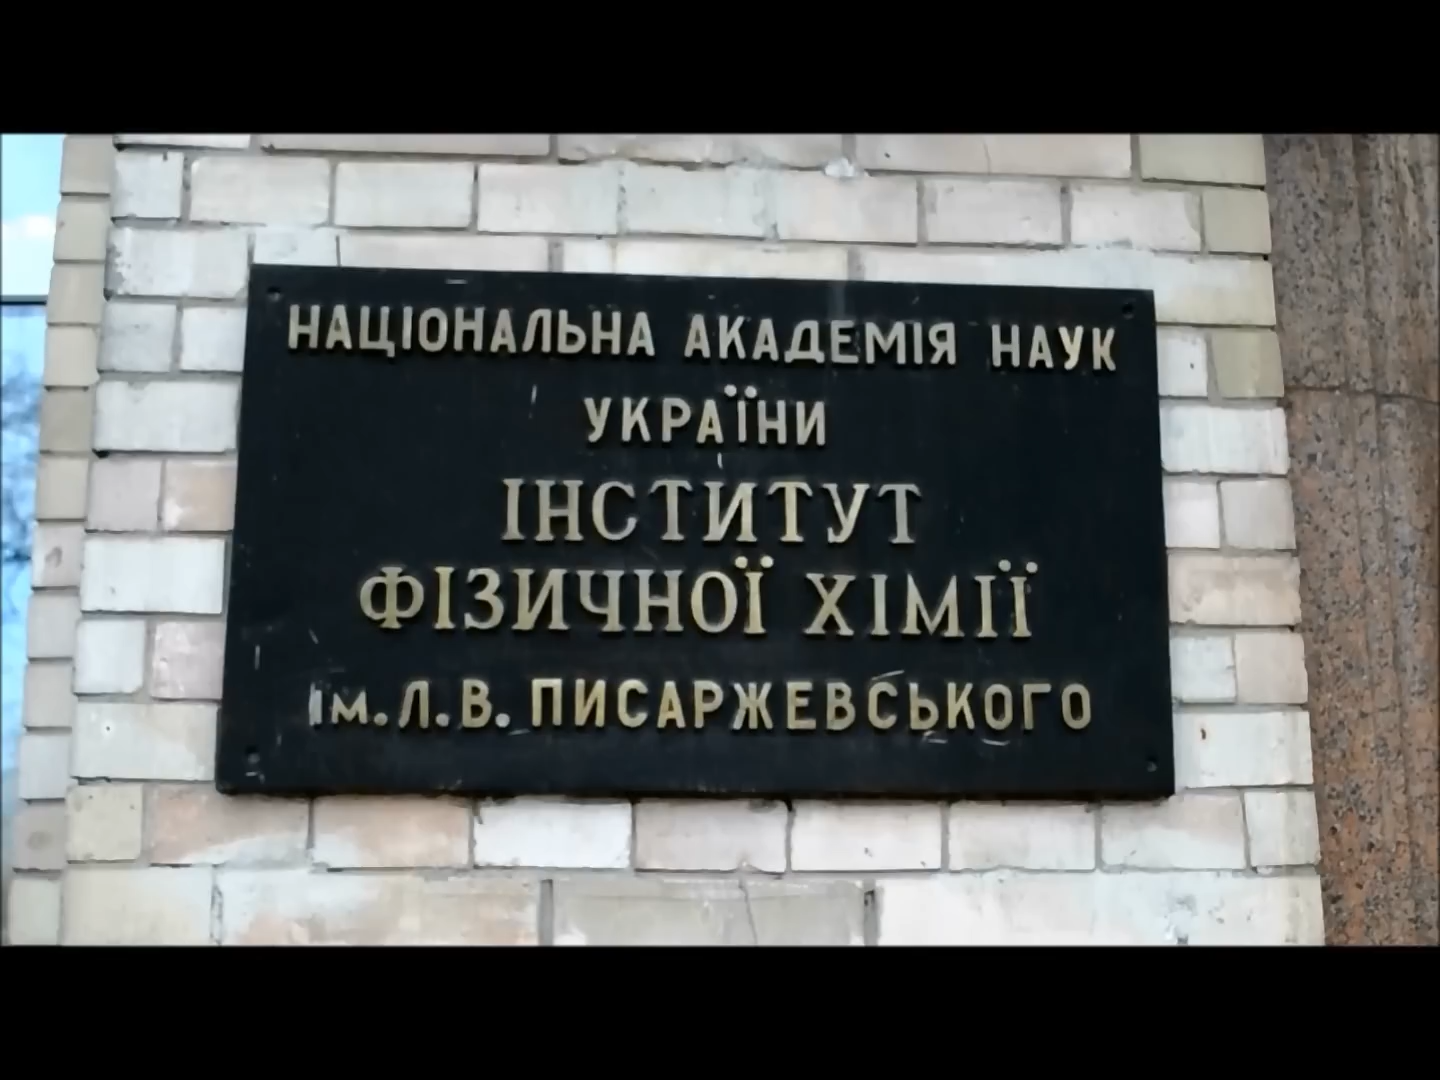 НАЦІОНАЛЬНА АКАДЕМІЯ НАУК
УКРАЇНИ
ІНСТИТУТ
ФІЗИЧНОЇ ХІМІЇ
ім. Л. В. ПИСАРЖЕВСЬКОГО